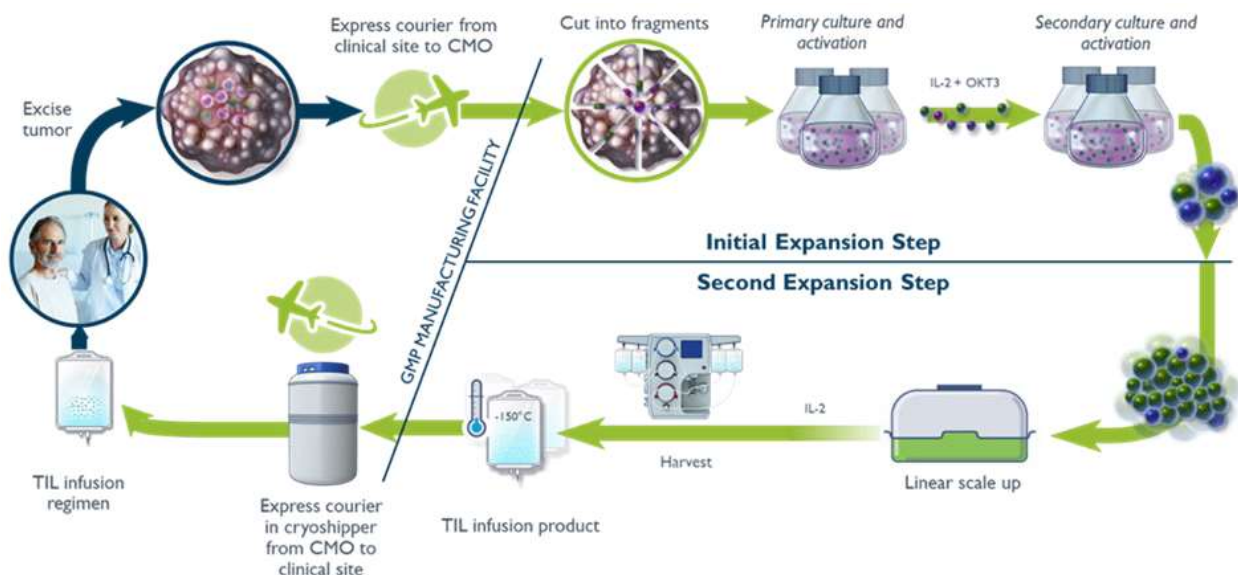 Express courier from
clinical site to CMO
Cut into fragments
Primary culture and
activation
Secondary culture and
activation
IL-2 + OKT3
Excise
tumor
GMP MANUFACTURING FACILITY
Initial Expansion Step
Second Expansion Step
-150°C
IL-2
Harvest
Linear scale up
TIL infusion
regimen
Express courier
in cryoshipper
from CMO to
clinical site
TIL infusion product